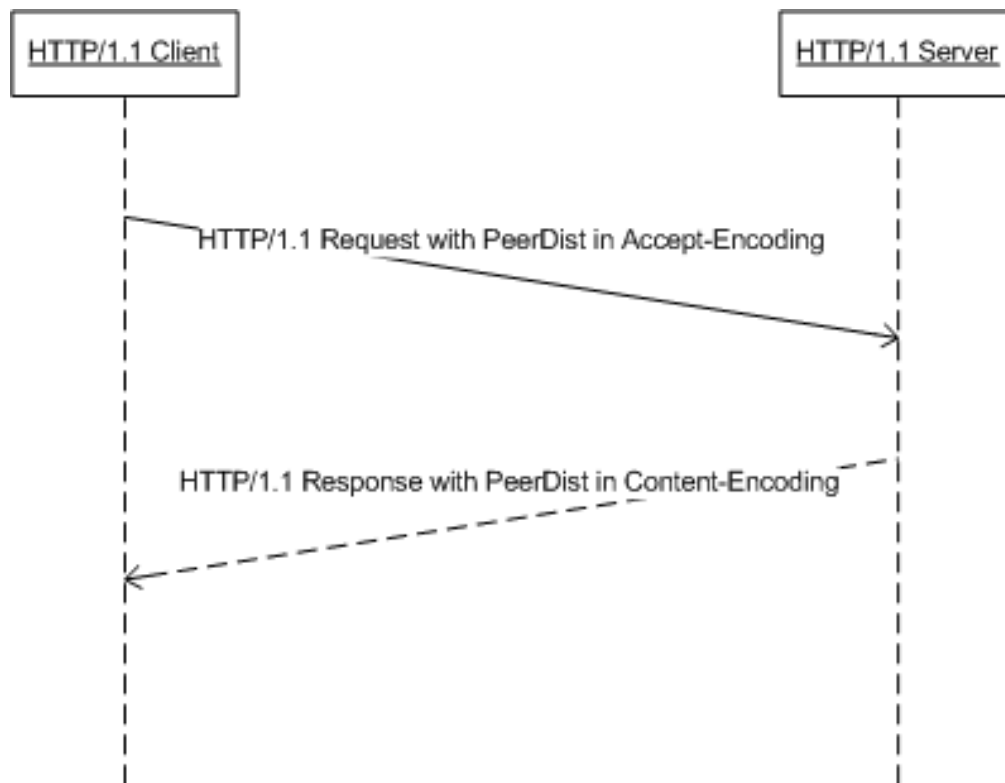 HTTP/1.1 Client
HTTP/1.1 Server
HTTP/1.1 Request with PeerDist in Accept-Encoding
HTTP/1.1 Response with PeerDist in Content-Encoding